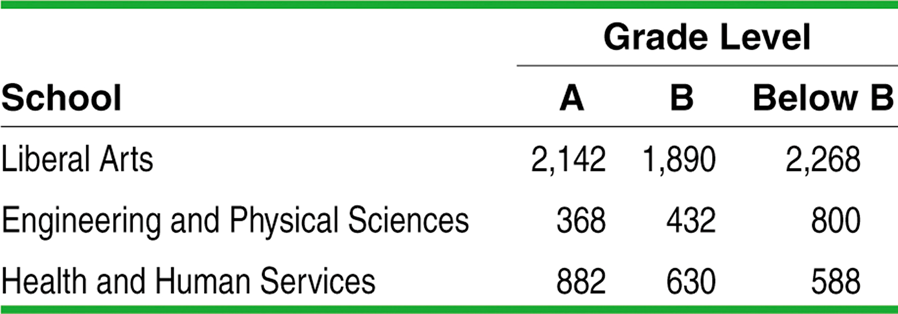 Grade Level
School A B Below B
Liberal Arts 2,142 1,890 2,268
Engineering and Physical Sciences 368 432 800
Health and Human Services 882 630 588